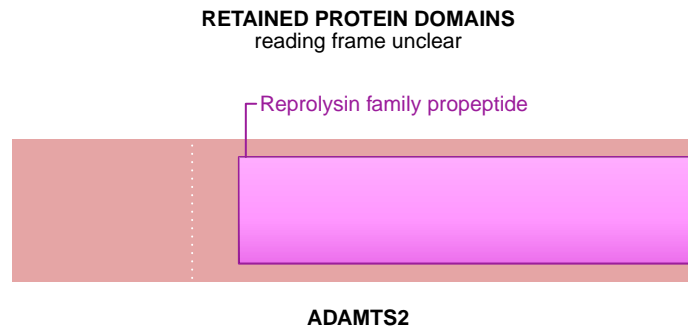 RETAINED PROTEIN DOMAINS
reading frame unclear
Reprolysin family propeptide
ADAMTS2